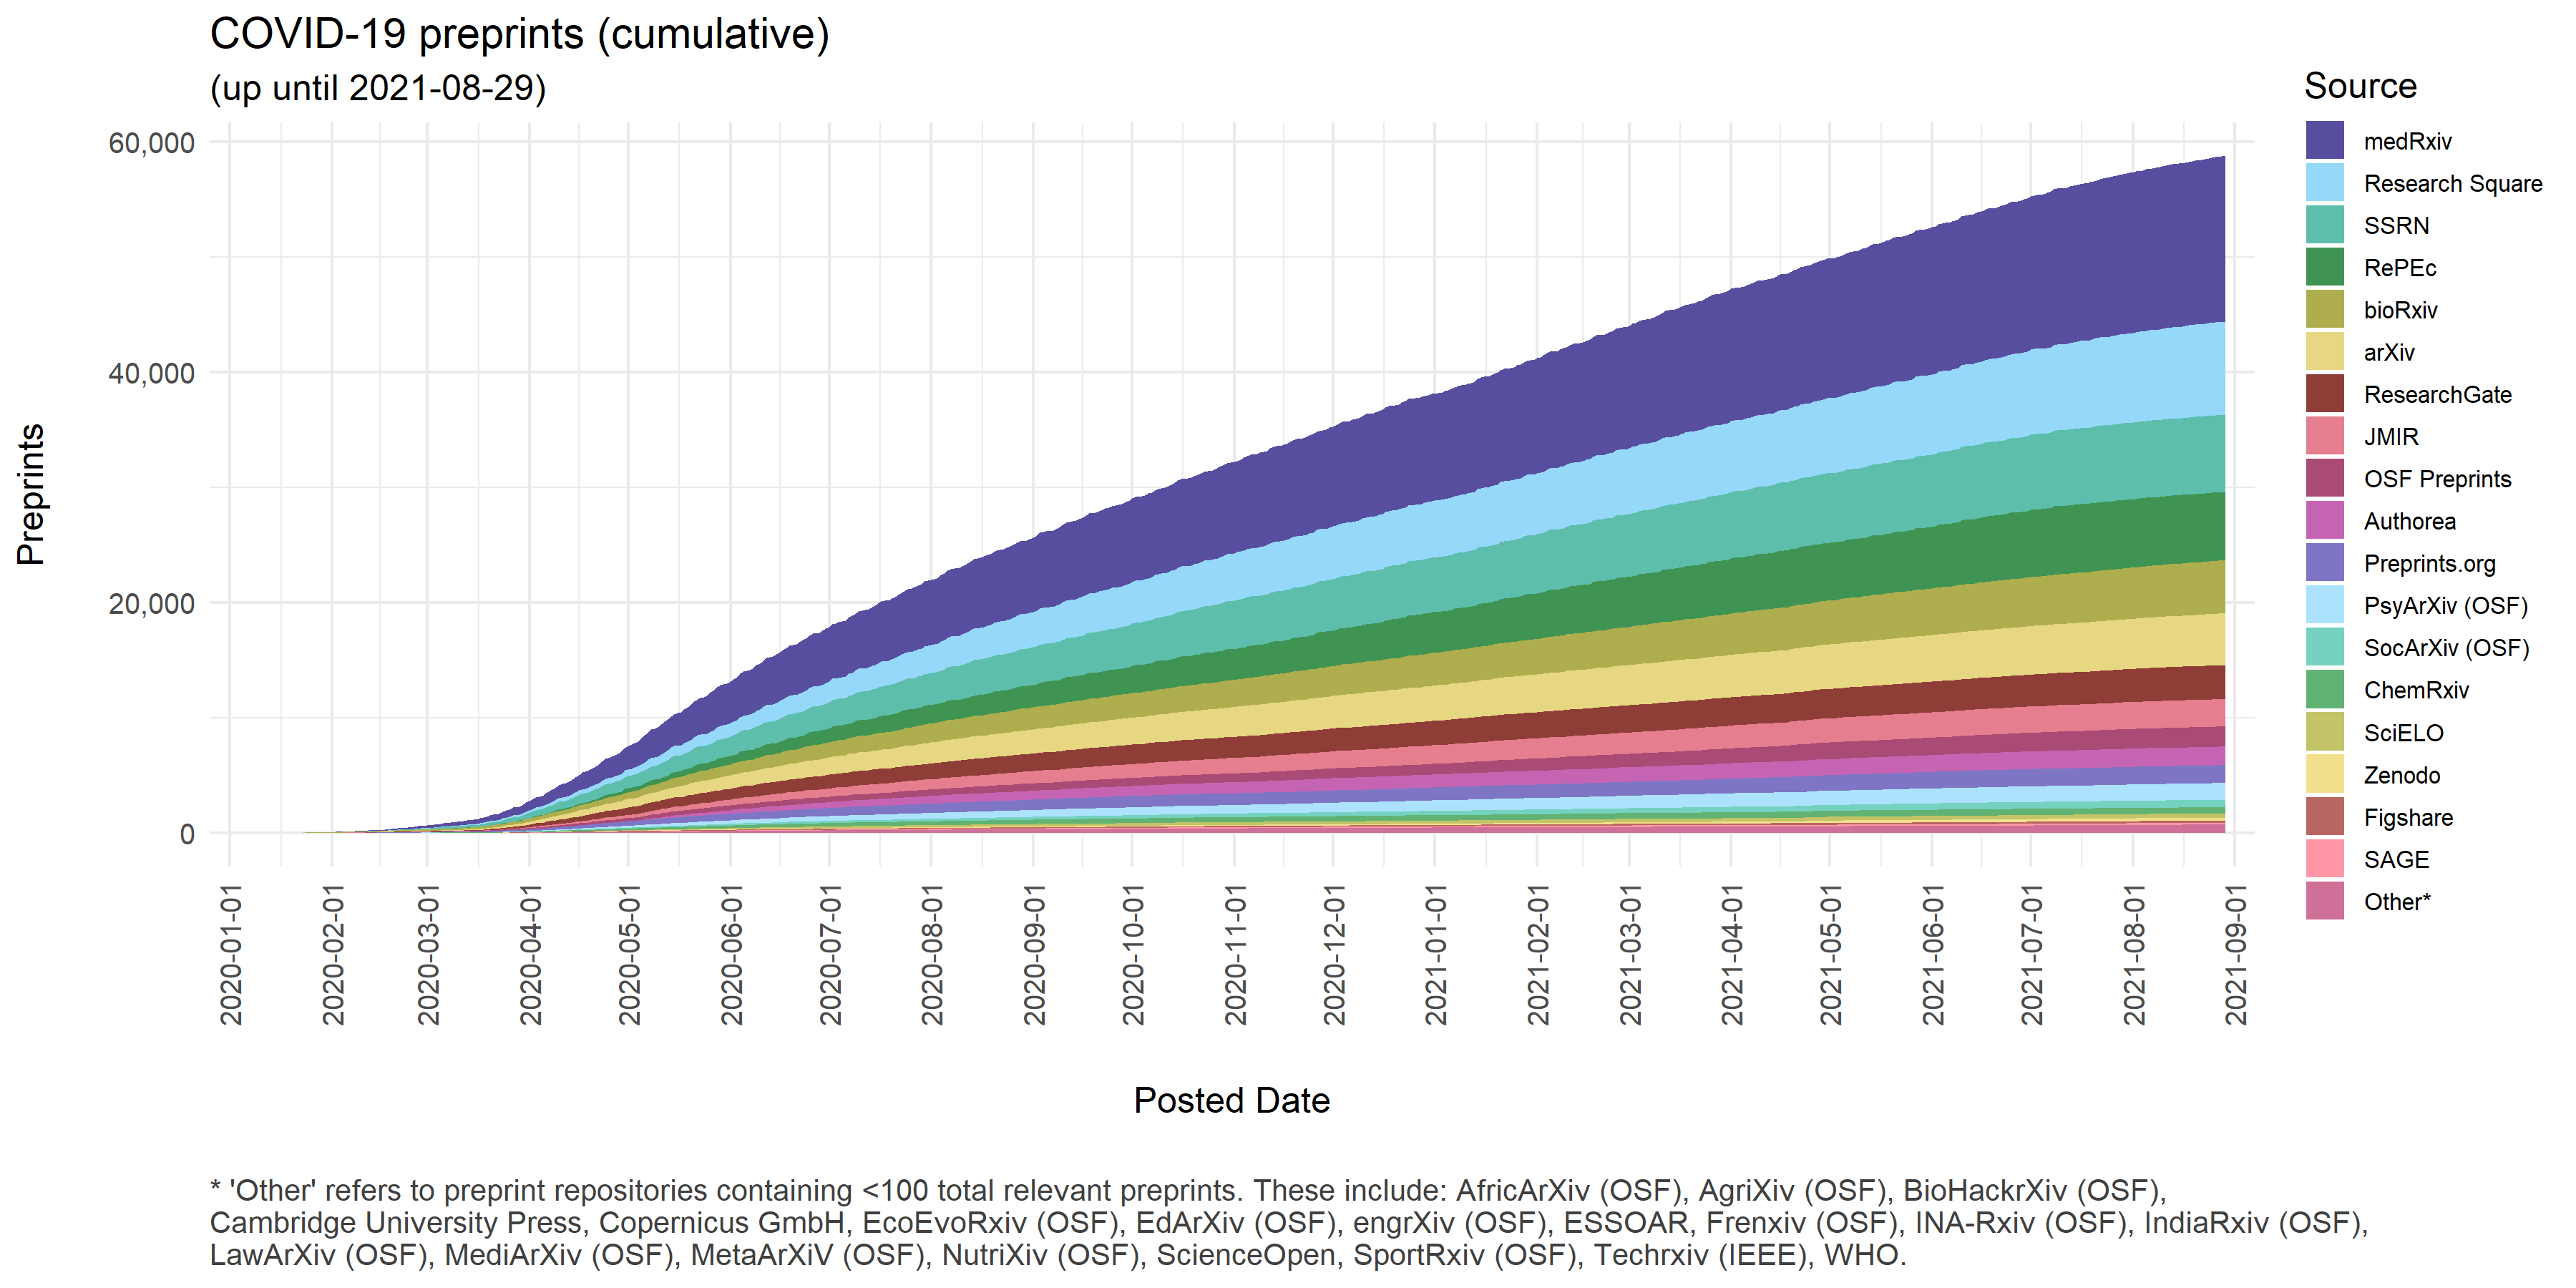 COVID-19 preprints (cumulative)
(up until 2021-08-29)
Preprints
60,000
40,000
20,000
0
2020-01-01
2020-02-01
2020-03-01
2020-04-01
2020-05-01
2020-06-01
2020-07-01
2020-08-01
2020-09-01
2020-10-01
2020-11-01
2020-12-01
2021-01-01
2021-02-01
2021-03-01
2021-04-01
2021-05-01
2021-06-01
2021-07-01
2021-08-01
2021-09-01
Posted Date
Source
medRxiv
Research Square
SSRN
RePEc
bioRxiv
arXiv
ResearchGate
JMIR
OSF Preprints
Authorea
Preprints.org
PsyArXiv (OSF)
SocArXiv (OSF)
ChemRxiv
SciELO
Zenodo
Figshare
SAGE
Other*
* 'Other' refers to preprint repositories containing <100 total relevant preprints. These include: AfricArXiv (OSF), AgriXiv (OSF), BioHackrXiv (OSF),
Cambridge University Press, Copernicus GmbH, EcoEvoRxiv (OSF), EdArXiv (OSF), engrXiv (OSF), ESSOAR, Frenxiv (OSF), INA-Rxiv (OSF), IndiaRxiv (OSF),
LawArXiv (OSF), MediArXiv (OSF), MetaArXiV (OSF), NutriXiv (OSF), ScienceOpen, SportRxiv (OSF), Techrxiv (IEEE), WHO.